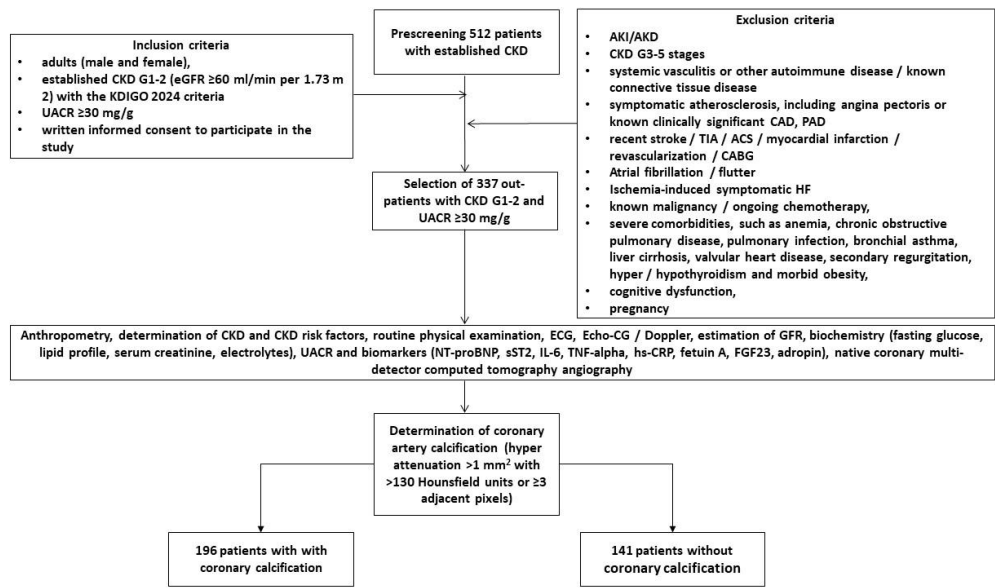 Prescreening 512 patients
with established CKD
Inclusion criteria
• adults (male and female),
• established CKD G1-2 (eGFR ≥60 ml/min per 1.73 m
2) with the KDIGO 2024 criteria
• UACR ≥30 mg/g
• written informed consent to participate in the
study
Exclusion criteria
• AKI/AKD
• CKD G3-5 stages
• systemic vasculitis or other autoimmune disease / known
connective tissue disease
• symptomatic atherosclerosis, including angina pectoris or
known clinically significant CAD, PAD
• recent stroke / TIA / ACS / myocardial infarction /
revascularization / CABG
• Atrial fibrillation / flutter
• Ischemia-induced symptomatic HF
• known malignancy / ongoing chemotherapy,
• severe comorbidities, such as anemia, chronic obstructive
pulmonary disease, pulmonary infection, bronchial asthma,
liver cirrhosis, valvular heart disease, secondary regurgitation,
hyper / hypothyroidism and morbid obesity,
• cognitive dysfunction,
• pregnancy
Selection of 337 out-
patients with CKD G1-2 and
UACR ≥30 mg/g
Anthropometry, determination of CKD and CKD risk factors, routine physical examination, ECG, Echo-CG / Doppler, estimation of GFR, biochemistry (fasting glucose,
lipid profile, serum creatinine, electrolytes), UACR and biomarkers (NT-proBNP, sST2, IL-6, TNF-alpha, hs-CRP, fetuin A, FGF23, adropin), native coronary multi-
detector computed tomography angiography
Determination of coronary
artery calcification (hyper
attenuation >1 mm² with
>130 Hounsfield units or ≥3
adjacent pixels)
196 patients with with
coronary calcification
141 patients without
coronary calcification